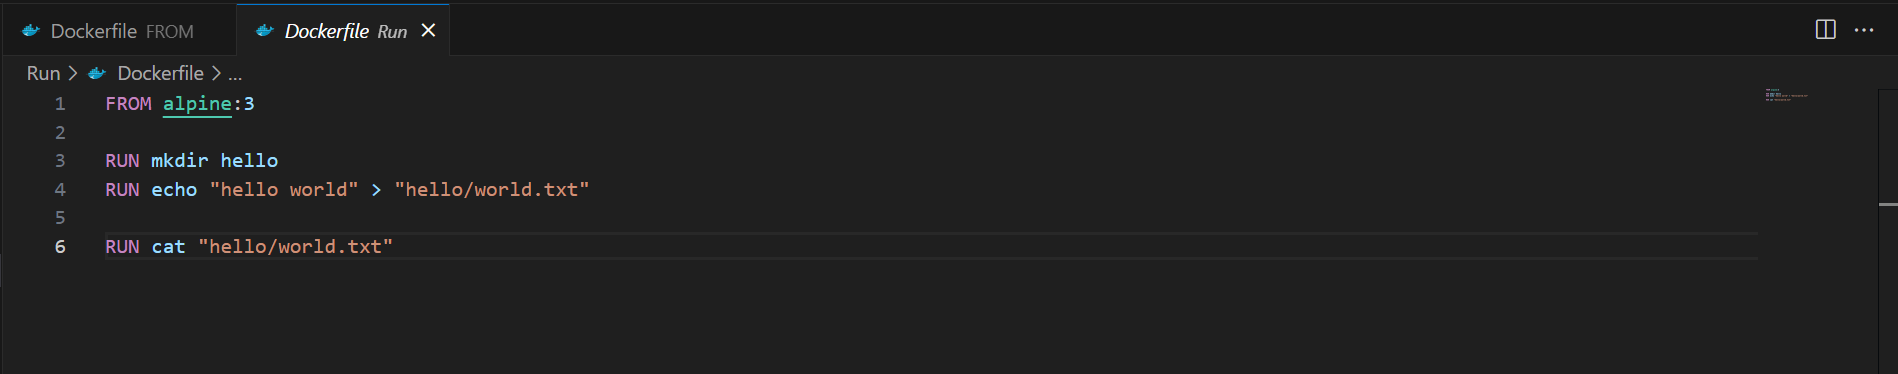 Dockerfile FROM Dockerfile Run
Run > Dockerfile > ...
1 FROM alpine:3
2
3 RUN mkdir hello
4 RUN echo "hello world" > "hello/world.txt"
5
6 RUN cat "hello/world.txt"